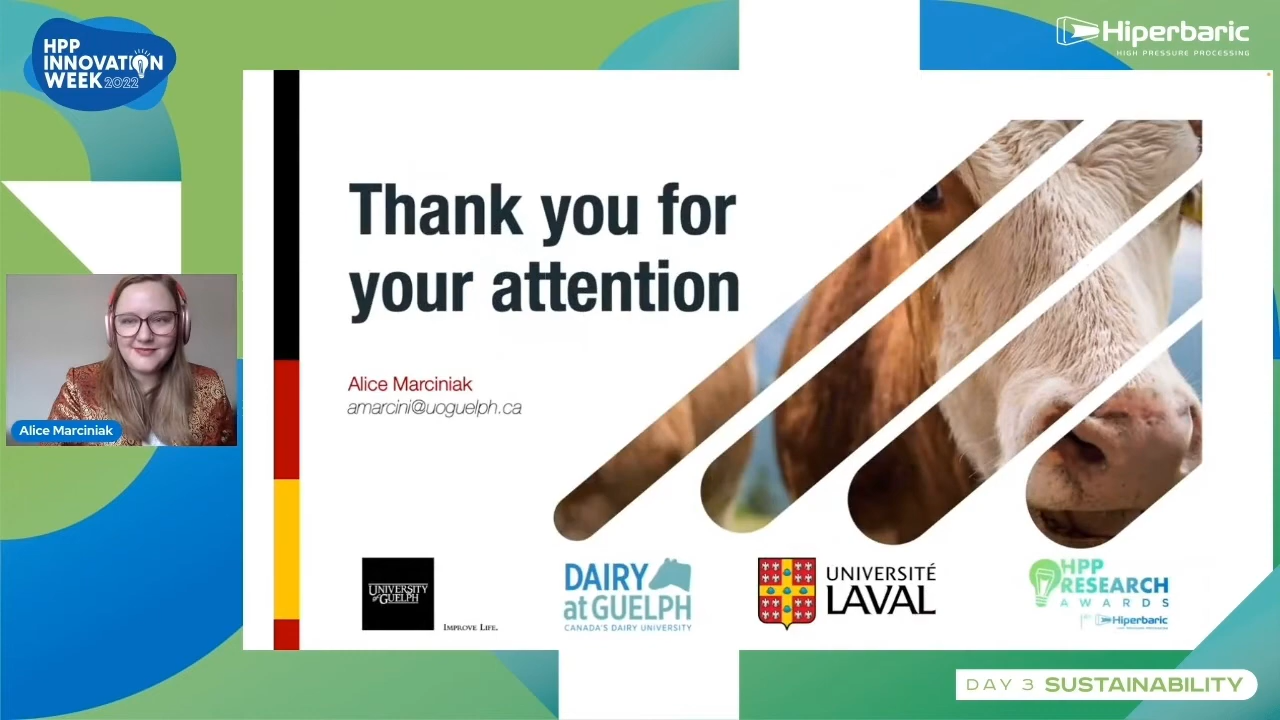 HPP
INNOVATION
WEEK 2022
Hiperbaric
HIGH PRESSURE PROCESSING
Thank you for
your attention
Alice Marciniak
amarcini@uoguelph.ca
Alice Marciniak
UNIVERSITY
of GUELPH
IMPROVE LIFE.
DAIRY
at GUELPH
CANADA'S DAIRY UNIVERSITY
UNIVERSITÉ
LAVAL
HPP
RESEARCH
AWARDS
Hiperbaric
DAY 3 SUSTAINABILITY